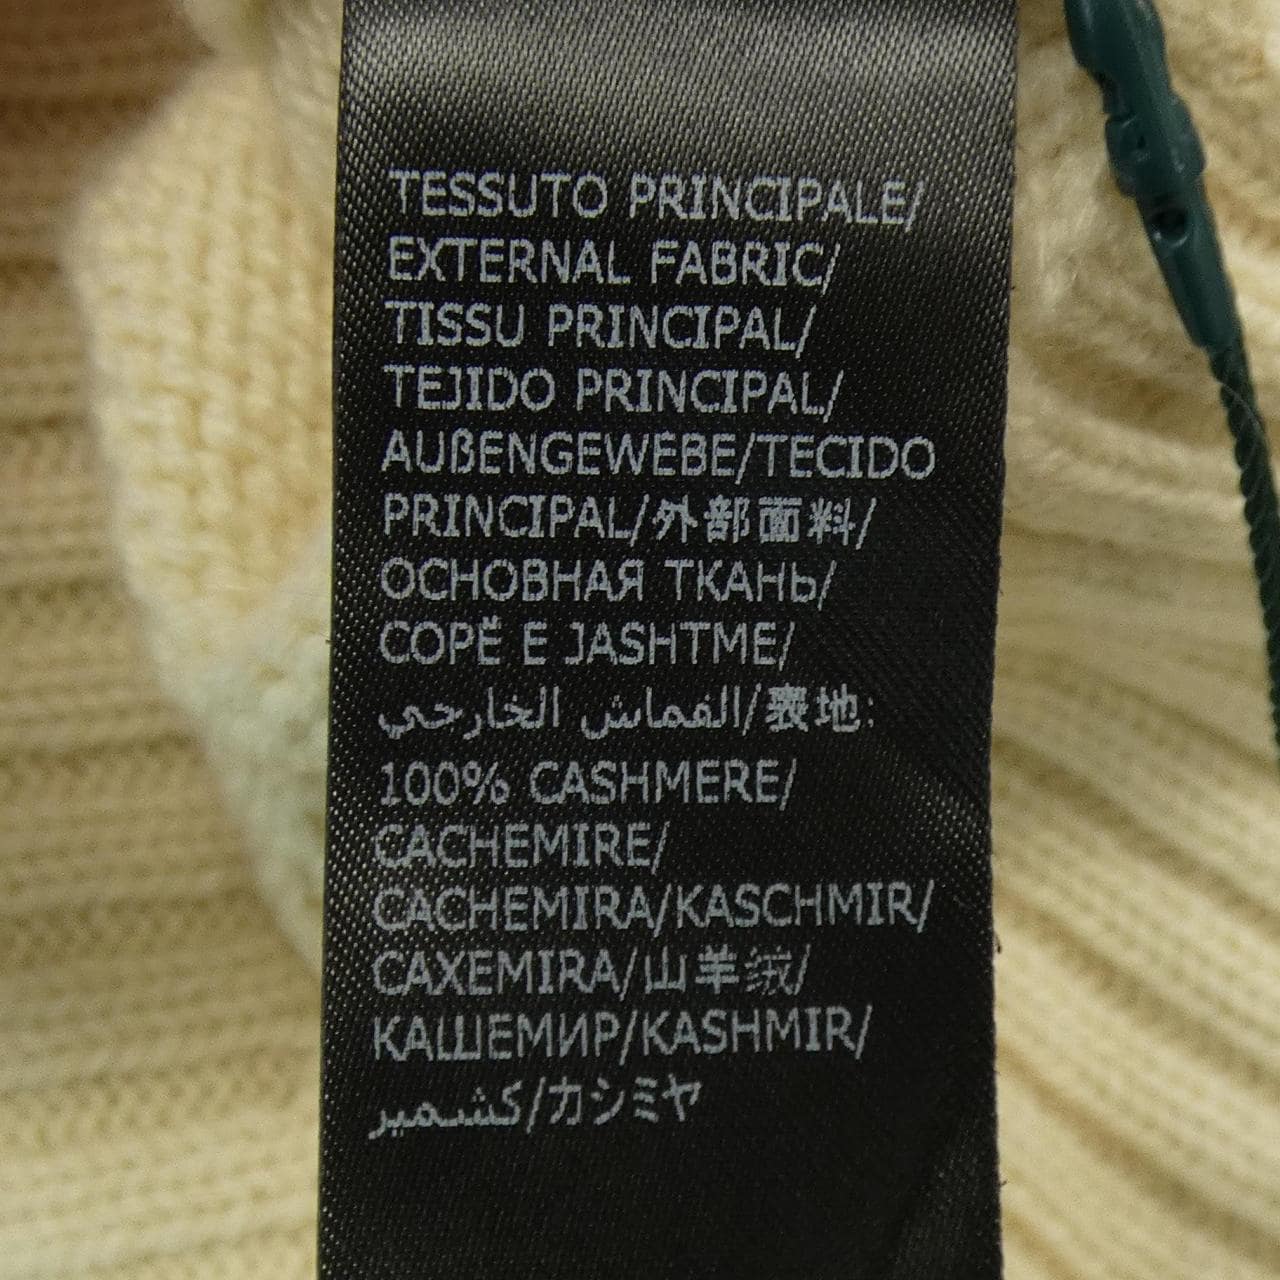 TESSUTO PRINCIPALE/
EXTERNAL FABRIC/
TISSU PRINCIPAL/
TEJIDO PRINCIPAL/
AUßENGEWEBE/TECIDO
PRINCIPAL/外部面料/
ОСНОВНАЯ ТКАНЬ/
COPË E JASHTME/
القماش الخارجي/表地:
100% CASHMERE/
CACHEMIRE/
CACHEMIRA/KASCHMIR/
CAXEMIRA/山羊绒/
КАШЕМИР/KASHMIR/
كشمير/カシミヤ